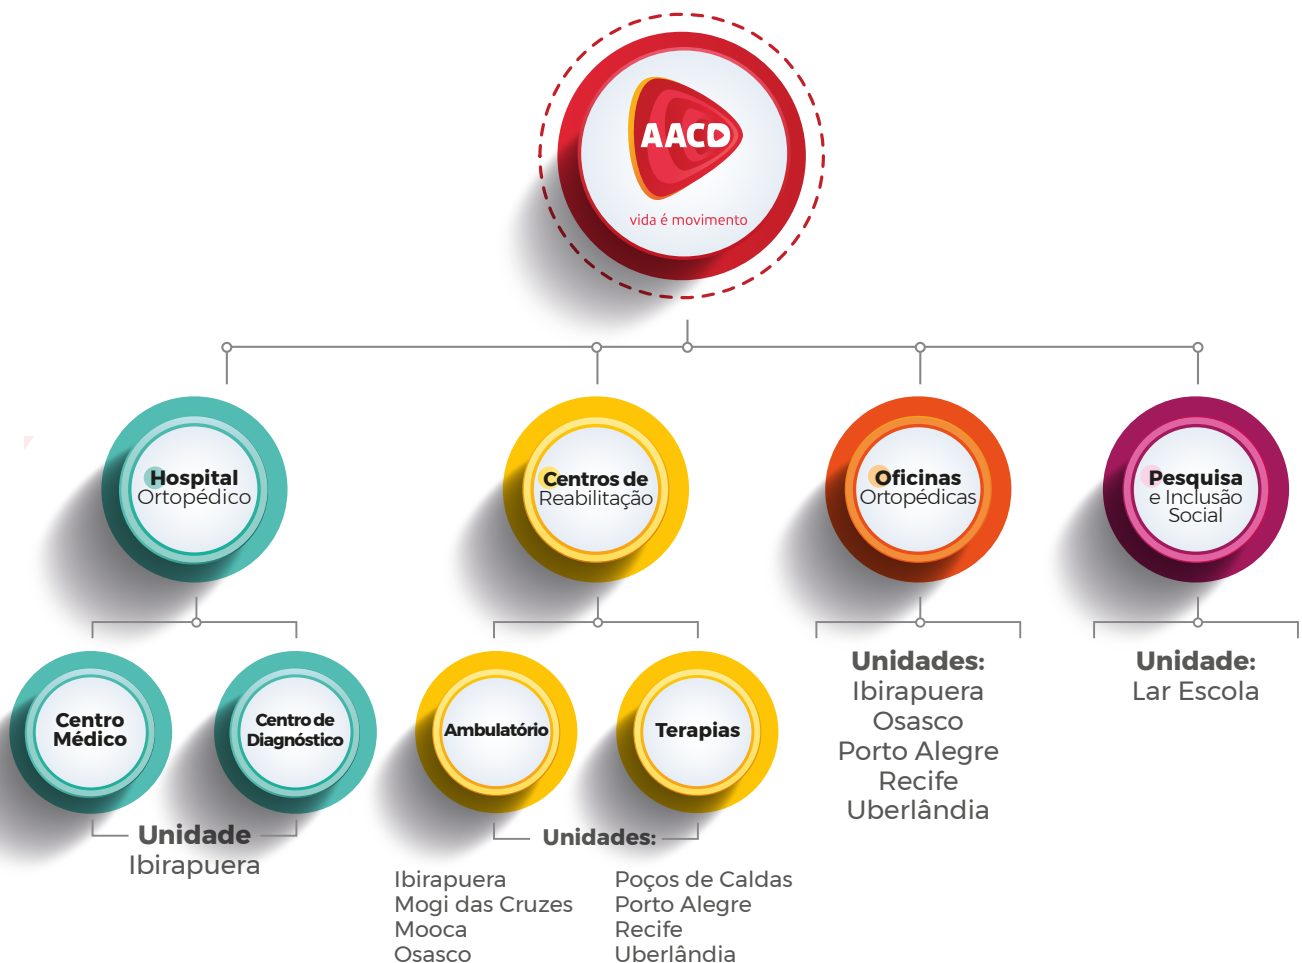 AACD
vida é movimento
Hospital
Ortopédico
Centros de
Reabilitação
Oficinas
Ortopédicas
Pesquisa
e Inclusão
Social
Centro
Médico
Centro de
Diagnóstico
Unidade
Ibirapuera
Ambulatório
Terapias
Unidades:
Ibirapuera
Mogi das Cruzes
Mooca
Osasco
Poços de Caldas
Porto Alegre
Recife
Uberlândia
Unidades:
Ibirapuera
Osasco
Porto Alegre
Recife
Uberlândia
Unidade:
Lar Escola